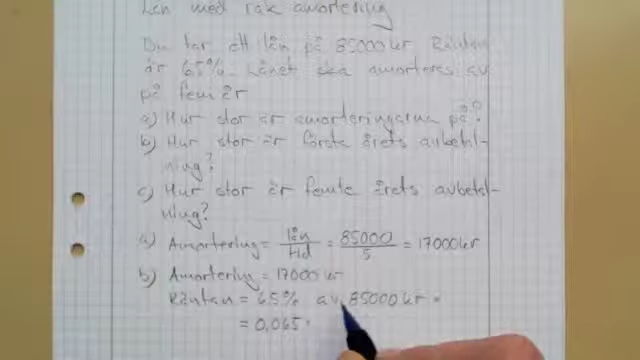 Lån med rak amortering
Du tar ett lån på 85000 kr Räntan
är 6,5%. Lånet ska amorteras av
på fem år
a) Hur stor är amorteringarna på?
b) Hur stor är första årets avbetal-
ning?
c) Hur stor är femte årets avbetal-
ning?
a) Amortering = lån/tid = 85000/5 = 17000 kr
b) Amortering = 17000 kr
Räntan = 6,5% av 85000 kr =
= 0,065 ·